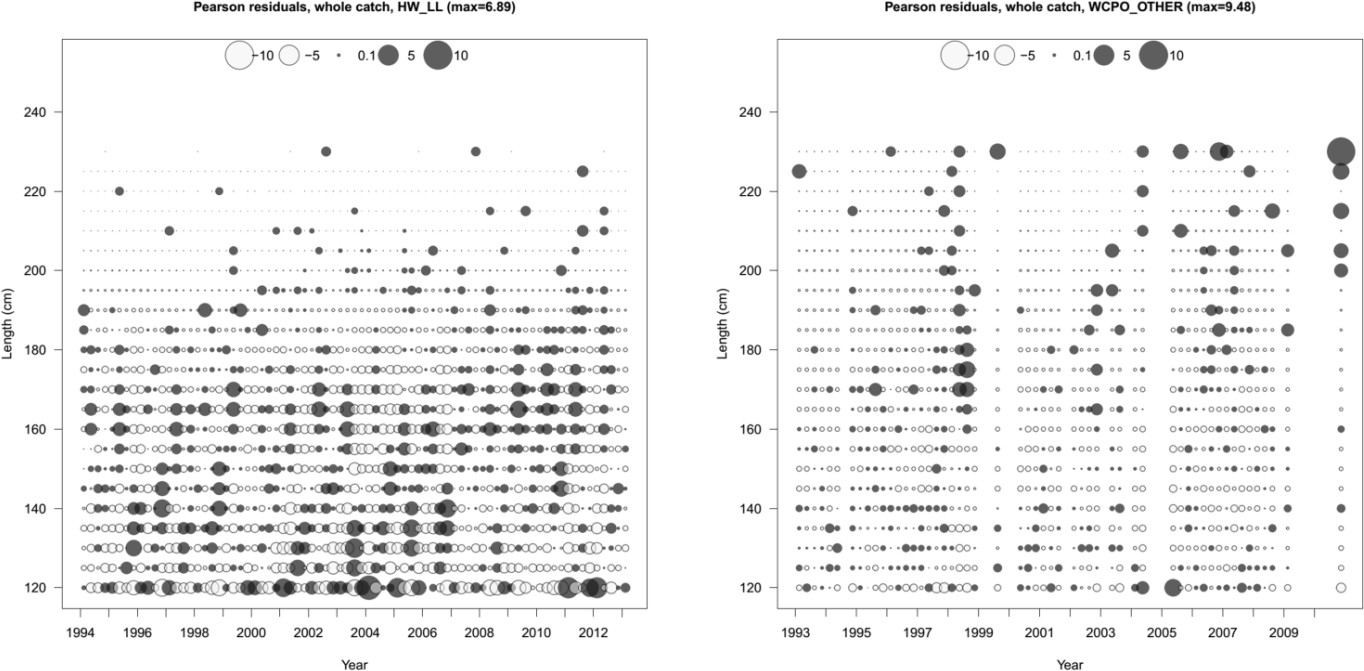 Pearson residuals, whole catch, HW_LL (max=6.89)
−10 −5 0.1 5 10
Length (cm)
240
220
200
180
160
140
120
1994 1996 1998 2000 2002 2004 2006 2008 2010 2012
Year
Pearson residuals, whole catch, WCPO_OTHER (max=9.48)
−10 −5 0.1 5 10
Length (cm)
240
220
200
180
160
140
120
1993 1995 1997 1999 2001 2003 2005 2007 2009
Year